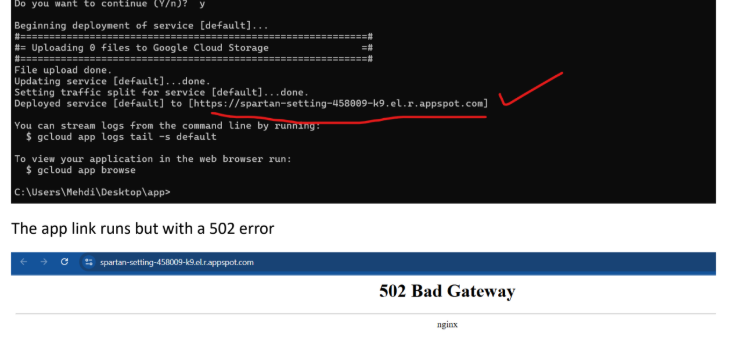 Do you want to continue (Y/n)?  y
Beginning deployment of service [default]...
#============================================================#
#= Uploading 0 files to Google Cloud Storage                =#
#============================================================#
File upload done.
Updating service [default]...done.
Setting traffic split for service [default]...done.
Deployed service [default] to [https://spartan-setting-458009-k9.el.r.appspot.com]
You can stream logs from the command line by running:
  $ gcloud app logs tail -s default
To view your application in the web browser run:
  $ gcloud app browse
C:\Users\Mehdi\Desktop\app>
The app link runs but with a 502 error
spartan-setting-458009-k9.el.r.appspot.com
502 Bad Gateway
nginx